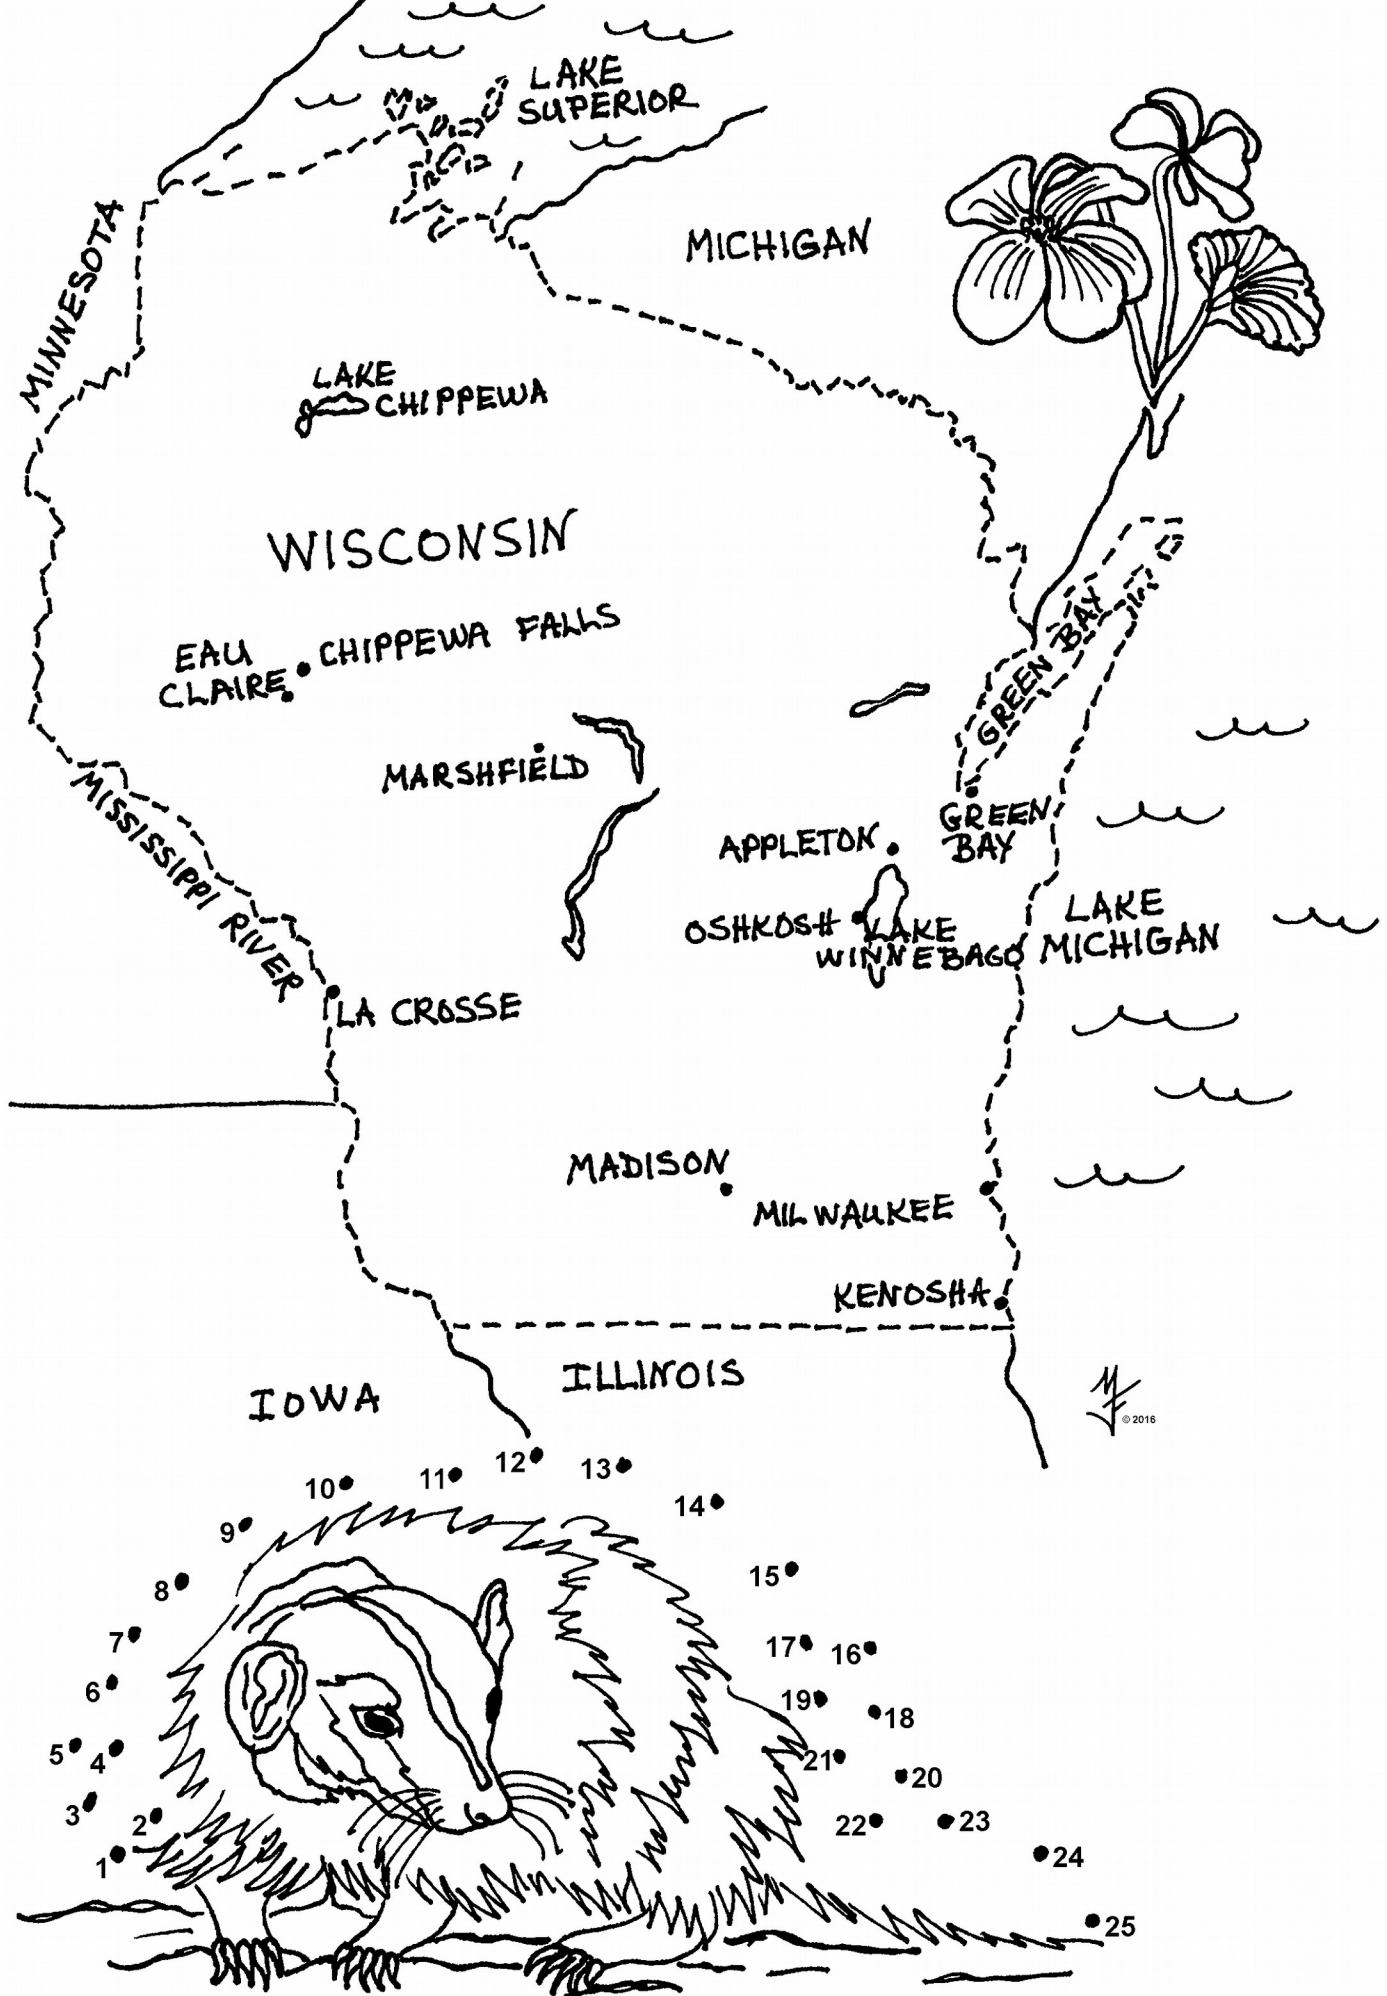 LAKE
SUPERIOR
MINNESOTA
MICHIGAN
LAKE
CHIPPEWA
WISCONSIN
EAU
CLAIRE
CHIPPEWA FALLS
GREEN BAY
MARSHFIELD
MISSISSIPPI RIVER
GREEN
BAY
APPLETON
OSHKOSH
LAKE
WINNEBAGO
LAKE
MICHIGAN
LA CROSSE
MADISON
MILWAUKEE
KENOSHA
IOWA
ILLINOIS
© 2016
12
13
11
10
14
9
15
8
7
17
16
6
19
18
5
4
21
20
3
2
22
23
1
24
25